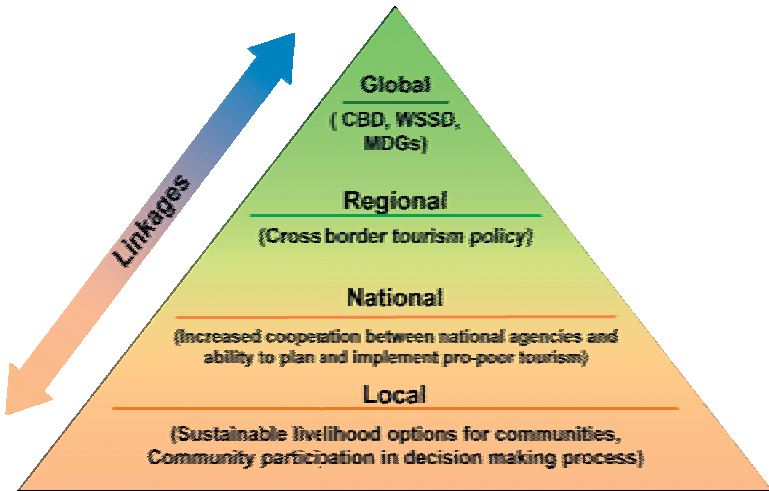 Global
( CBD, WSSD,
MDGs)
Regional
(Cross border tourism policy)
National
(Increased cooperation between national agencies and
ability to plan and implement pro-poor tourism)
Local
(Sustainable livelihood options for communities,
Community participation in decision making process)
Linkages